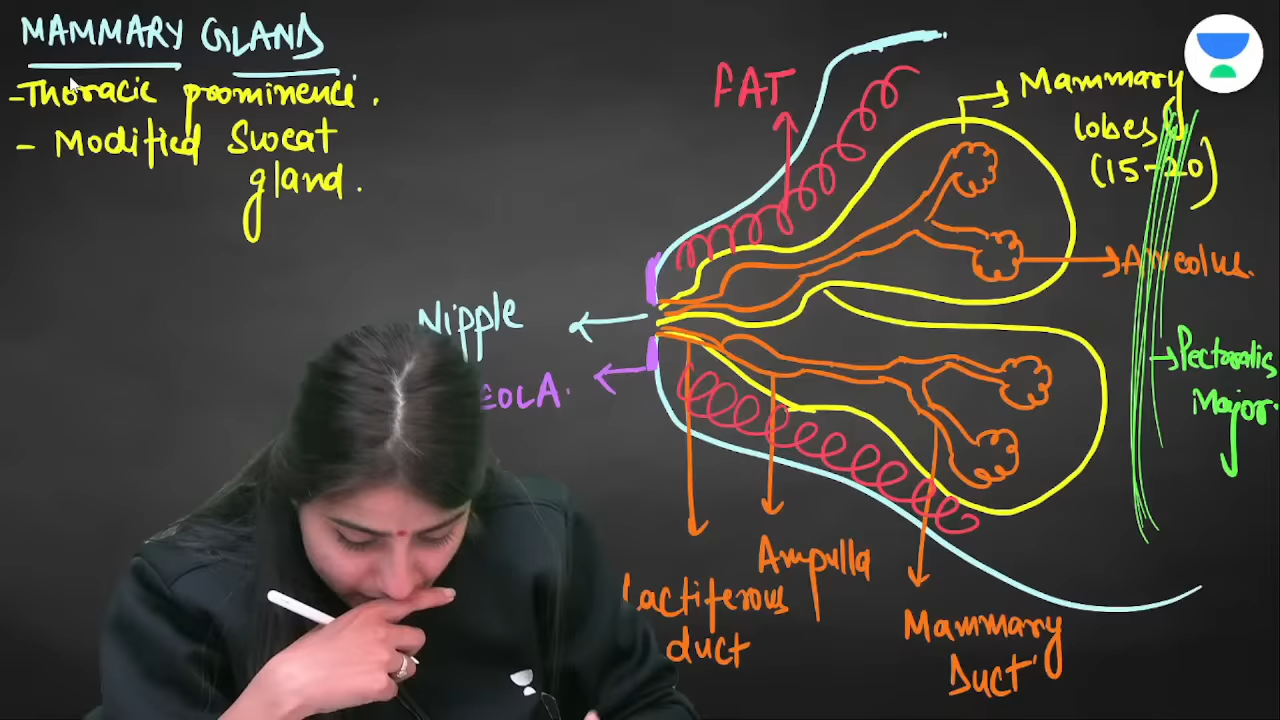 MAMMARY GLAND
-Thoracic prominence.
- Modified Sweat
gland.
FAT
Mammary
lobes
(15-20)
Alveolus.
Nipple
EOLA.
Pectoralis
Major.
Ampulla
Lactiferous
duct
Mammary
Duct